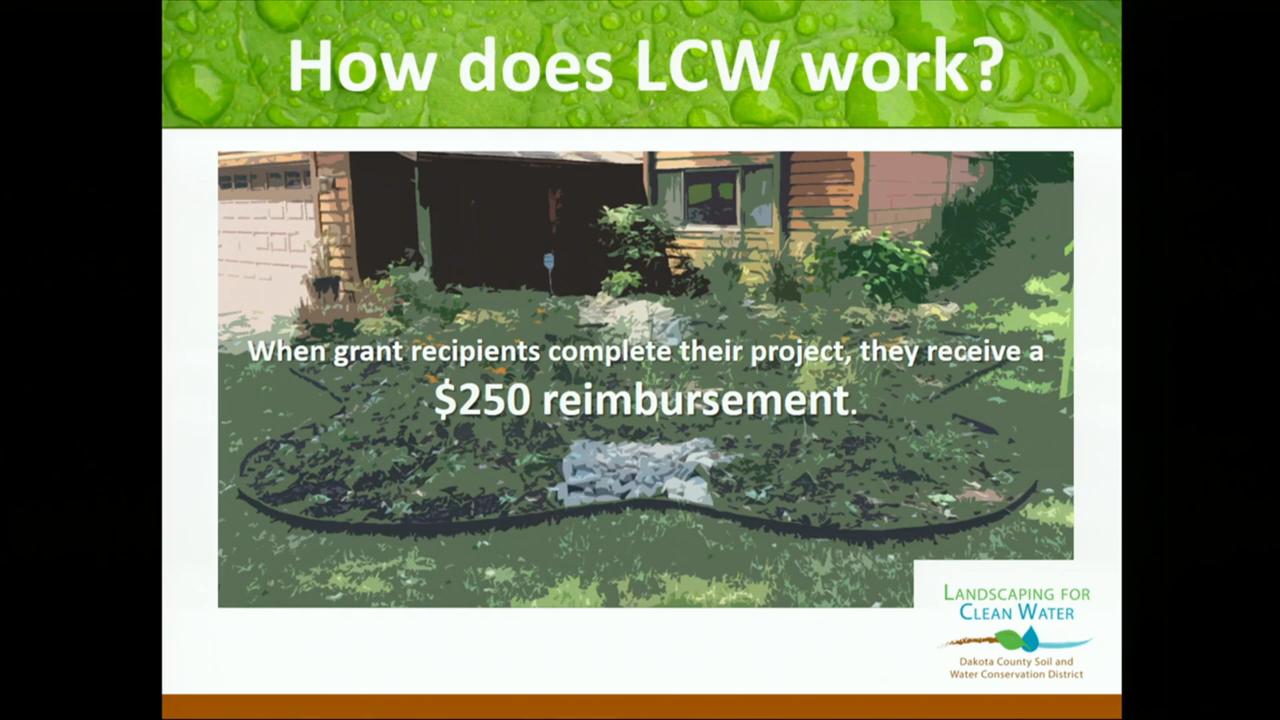 How does LCW work?
When grant recipients complete their project, they receive a
$250 reimbursement.
LANDSCAPING FOR
CLEAN WATER
Dakota County Soil and
Water Conservation District